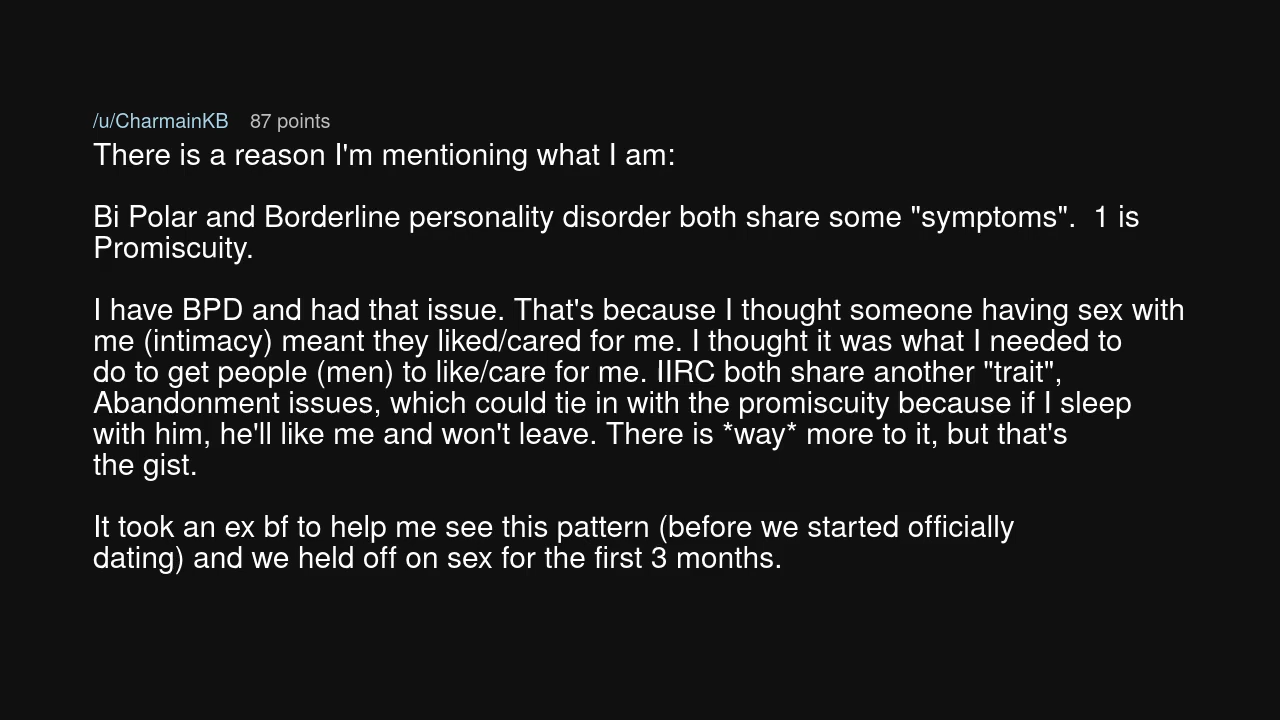 /u/CharmainKB 87 points
There is a reason I'm mentioning what I am:
Bi Polar and Borderline personality disorder both share some "symptoms".  1 is
Promiscuity.
I have BPD and had that issue. That's because I thought someone having sex with
me (intimacy) meant they liked/cared for me. I thought it was what I needed to
do to get people (men) to like/care for me. IIRC both share another "trait",
Abandonment issues, which could tie in with the promiscuity because if I sleep
with him, he'll like me and won't leave. There is *way* more to it, but that's
the gist.
It took an ex bf to help me see this pattern (before we started officially
dating) and we held off on sex for the first 3 months.